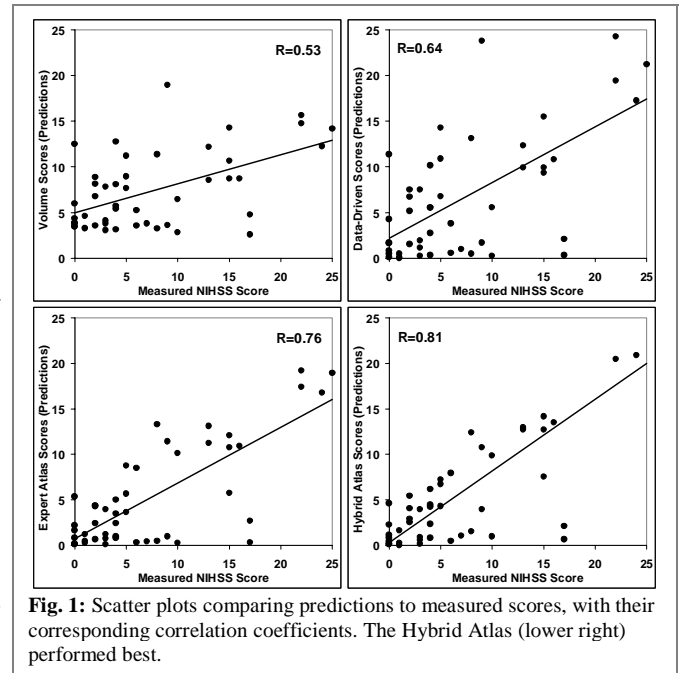 R=0.53
Volume Scores (Predictions)
25
20
15
10
5
0
0 5 10 15 20 25
Measured NIHSS Score
R=0.64
Data-Driven Scores (Predictions)
25
20
15
10
5
0
0 5 10 15 20 25
Measured NIHSS Score
R=0.76
Expert Atlas Scores (Predictions)
25
20
15
10
5
0
0 5 10 15 20 25
Measured NIHSS Score
R=0.81
Hybrid Atlas Scores (Predictions)
25
20
15
10
5
0
0 5 10 15 20 25
Measured NIHSS Score
Fig. 1: Scatter plots comparing predictions to measured scores, with their
corresponding correlation coefficients. The Hybrid Atlas (lower right)
performed best.